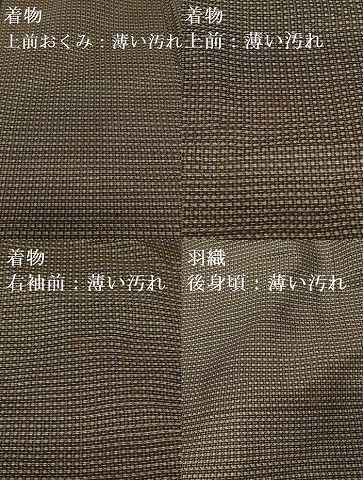 着物
上前おくみ：薄い汚れ
着物
上前：薄い汚れ
着物
右袖前：薄い汚れ
羽織
後身頃：薄い汚れ